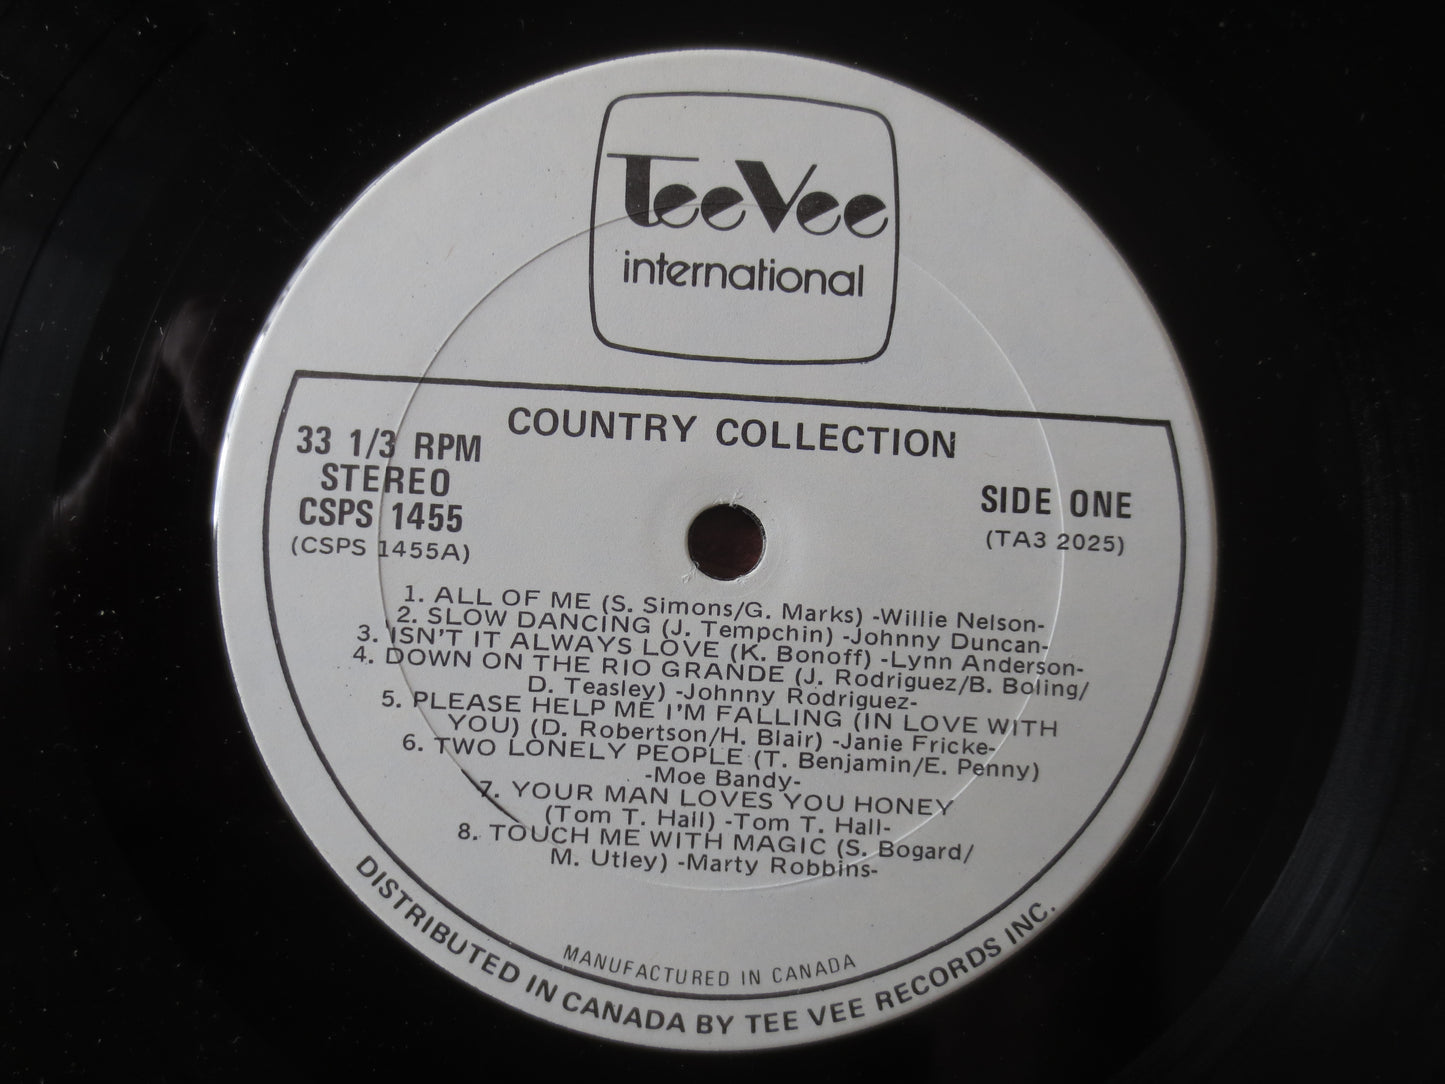 TeeVee
international
COUNTRY COLLECTION
33 1/3 RPM
STEREO
CSPS 1455
(CSPS 1455A)
SIDE ONE
(TA3 2025)
1. ALL OF ME (S. Simons/G. Marks) -Willie Nelson-
2. SLOW DANCING (J. Tempchin) -Johnny Duncan-
3. ISN'T IT ALWAYS LOVE (K. Bonoff) -Lynn Anderson-
4. DOWN ON THE RIO GRANDE (J. Rodriguez/B. Boling/
D. Teasley) -Johnny Rodriguez-
5. PLEASE HELP ME I'M FALLING (IN LOVE WITH
YOU) (D. Robertson/H. Blair) -Janie Fricke-
6. TWO LONELY PEOPLE (T. Benjamin/E. Penny)
-Moe Bandy-
7. YOUR MAN LOVES YOU HONEY
(Tom T. Hall) -Tom T. Hall-
8. TOUCH ME WITH MAGIC (S. Bogard/
M. Utley) -Marty Robbins-
MANUFACTURED IN CANADA
DISTRIBUTED IN CANADA BY TEE VEE RECORDS INC.